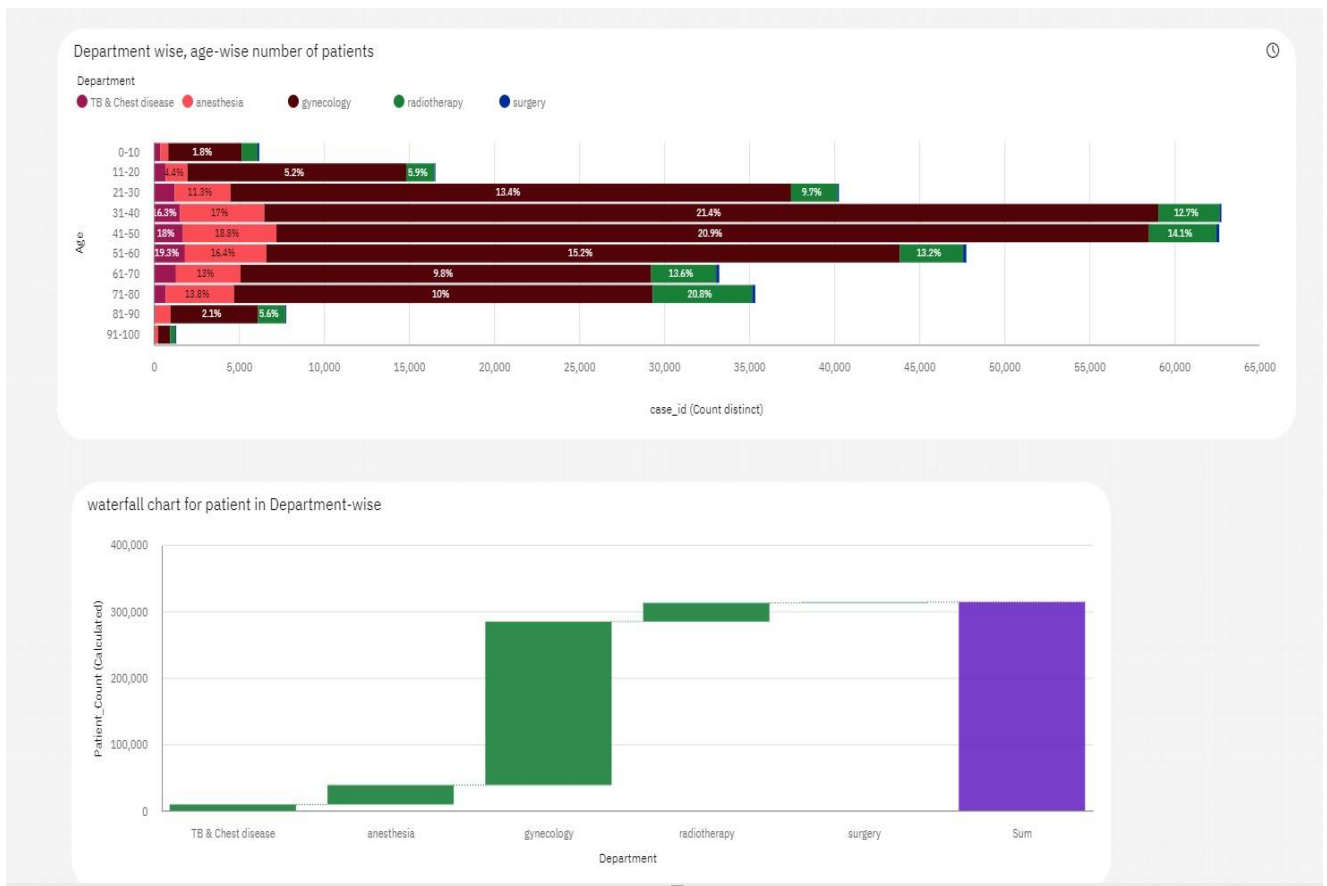 Department wise, age-wise number of patients
Department
TB & Chest disease anesthesia gynecology radiotherapy surgery
0-10 1.8%
11-20 4.4% 5.2% 5.9%
21-30 11.3% 13.4% 9.7%
31-40 16.3% 17% 21.4% 12.7%
41-50 18% 18.8% 20.9% 14.1%
51-60 19.3% 16.4% 15.2% 13.2%
61-70 13% 9.8% 13.6%
71-80 13.8% 10% 20.8%
81-90 2.1% 5.6%
91-100
Age
0 5,000 10,000 15,000 20,000 25,000 30,000 35,000 40,000 45,000 50,000 55,000 60,000 65,000
case_id (Count distinct)
waterfall chart for patient in Department-wise
400,000
300,000
200,000
100,000
0
Patient_Count (Calculated)
TB & Chest disease anesthesia gynecology radiotherapy surgery Sum
Department